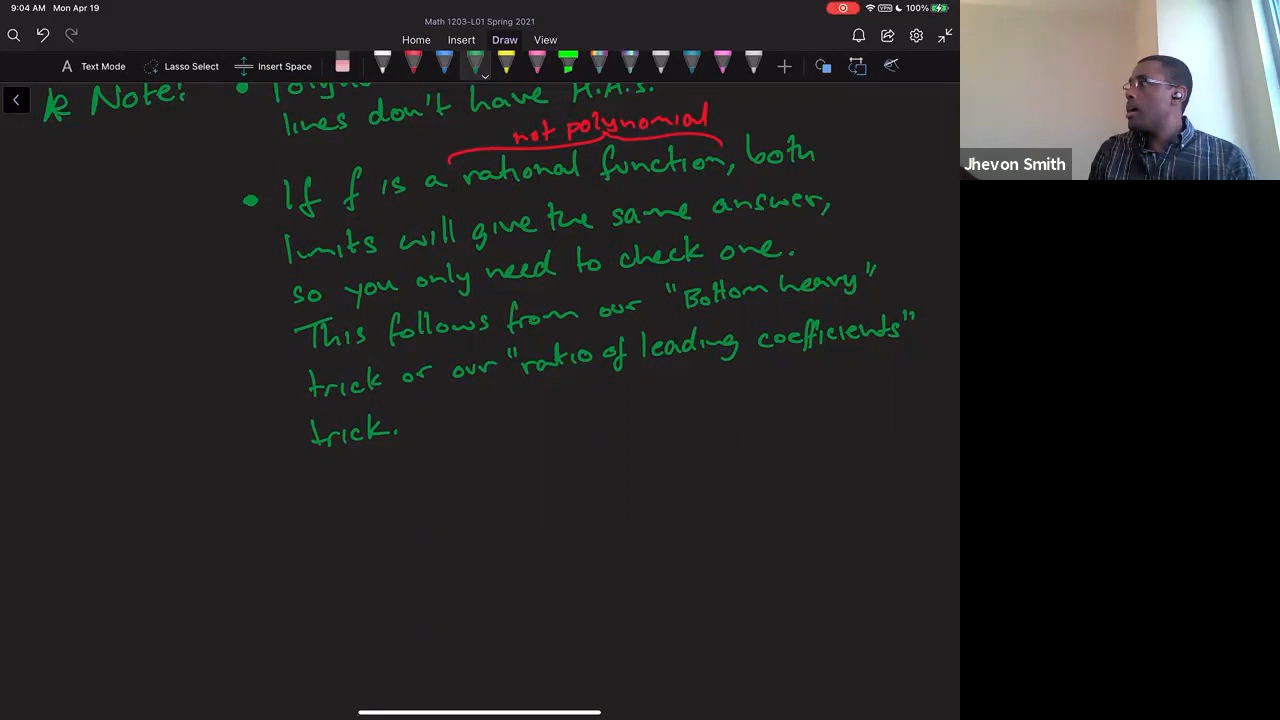 9:04 AM Mon Apr 19
VPN 100%
Math 1203-L01 Spring 2021
Home Insert Draw View
Text Mode Lasso Select Insert Space
Note:
lines don't have H.A.s.
not polynomial
If f is a rational function, both
limits will give the same answer,
so you only need to check one.
This follows from our "Bottom heavy"
trick or our "ratio of leading coefficients"
trick.
Jhevon Smith